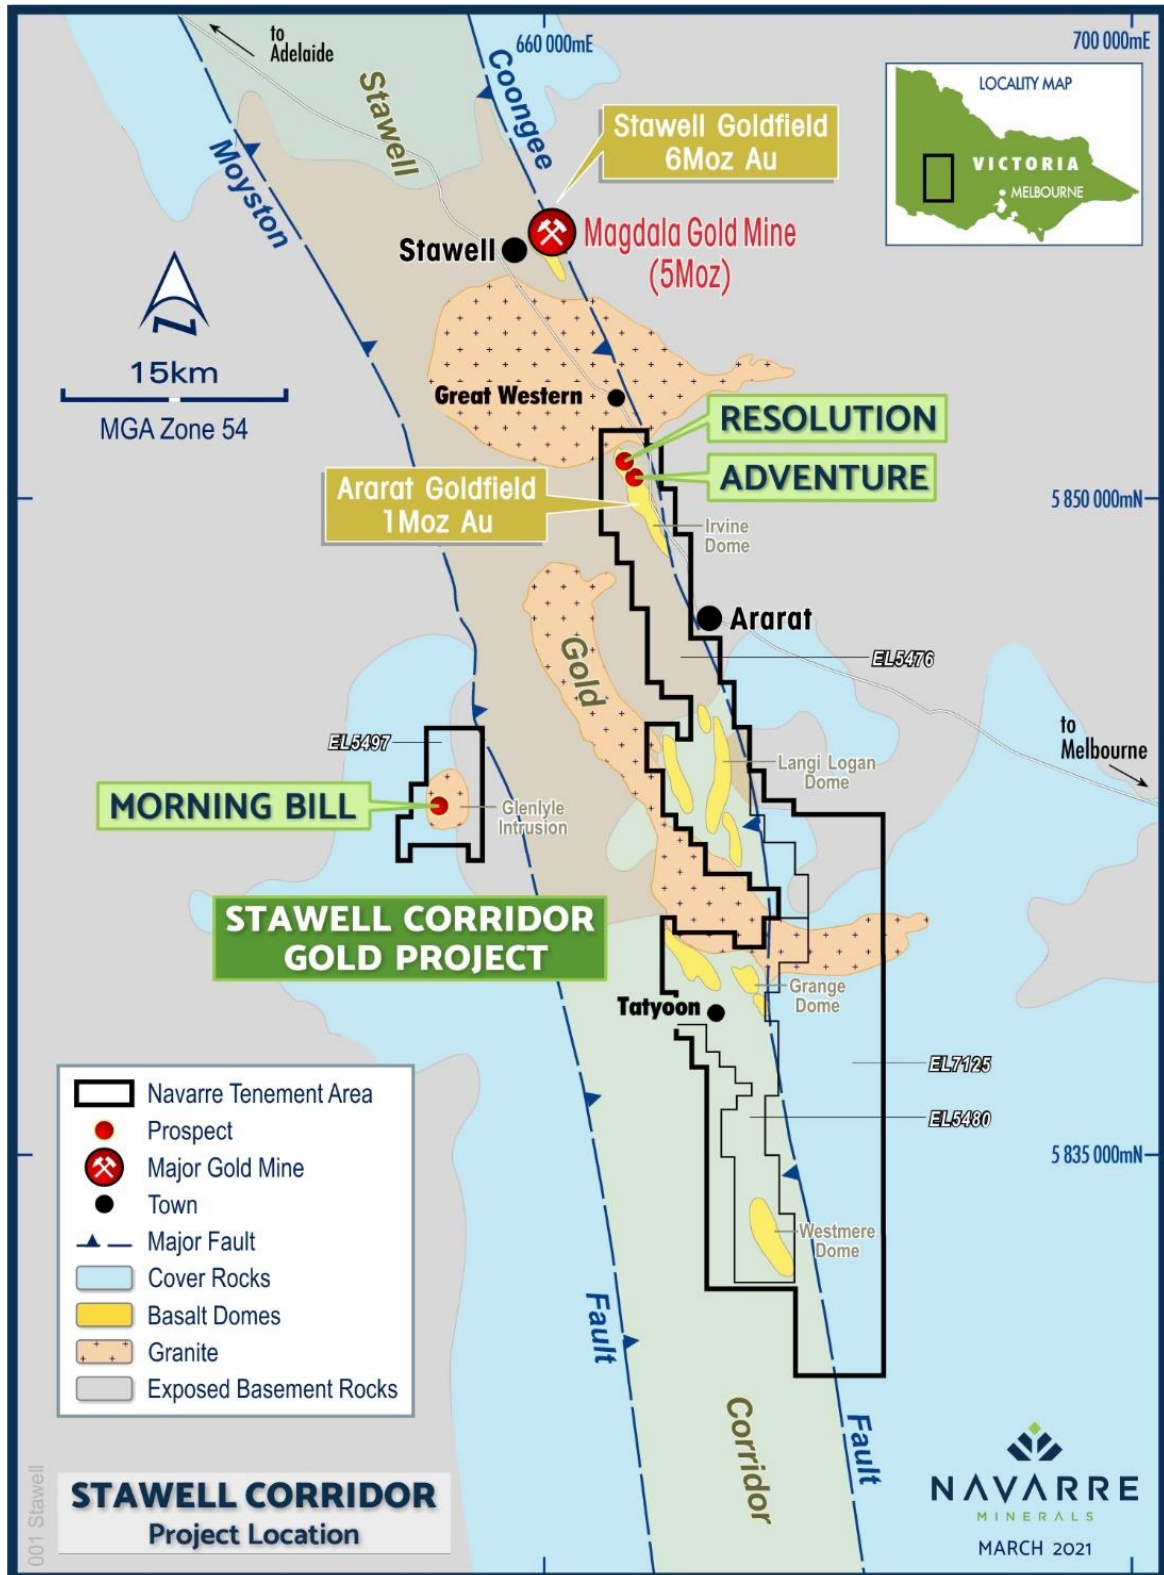 to
Adelaide
660 000mE
700 000mE
Stawell
Coongee
Moyston
Stawell Goldfield
6Moz Au
LOCALITY MAP
VICTORIA
MELBOURNE
Stawell
Magdala Gold Mine
(5Moz)
Z
15km
MGA Zone 54
Great Western
RESOLUTION
ADVENTURE
Ararat Goldfield
1Moz Au
5 850 000mN
Irvine
Dome
Ararat
Gold
EL5476
to
Melbourne
EL5497
Langi Logan
Dome
MORNING BILL
Glenlyle
Intrusion
STAWELL CORRIDOR
GOLD PROJECT
Grange
Dome
Tatyoon
EL7125
EL5480
5 835 000mN
Westmere
Dome
Navarre Tenement Area
Prospect
Major Gold Mine
Town
Major Fault
Cover Rocks
Basalt Domes
Granite
Exposed Basement Rocks
Fault
Fault
Corridor
001 Stawell
STAWELL CORRIDOR
Project Location
NAVARRE
MINERALS
MARCH 2021